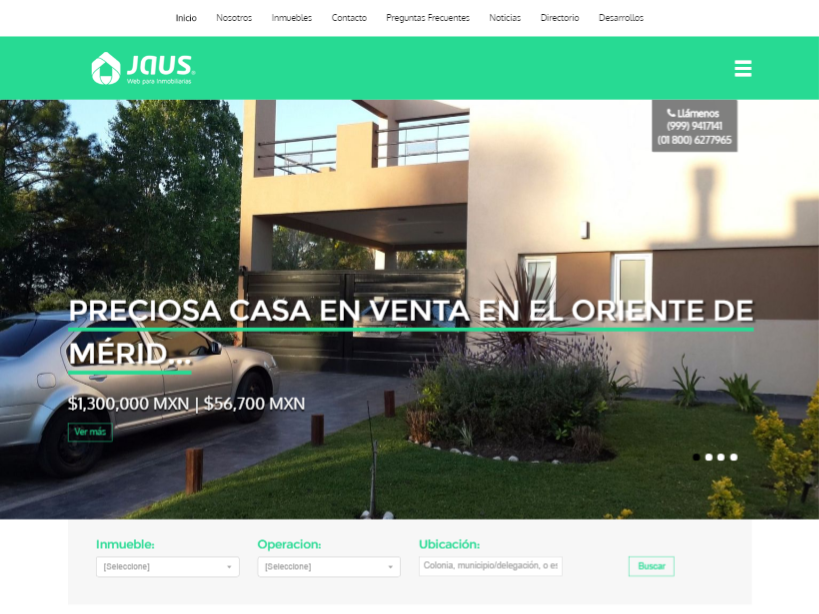 Inicio Nosotros Inmuebles Contacto Preguntas Frecuentes Noticias Directorio Desarrollos
JAUS
Web para Inmobiliarias
Llámenos
(999) 9417141
(01 800) 6277965
PRECIOSA CASA EN VENTA EN EL ORIENTE DE
MÉRID...
$1,300,000 MXN | $56,700 MXN
Ver más
Inmueble: Operacion: Ubicación:
[Seleccione] [Seleccione] Colonia, municipio/delegación, o es Buscar